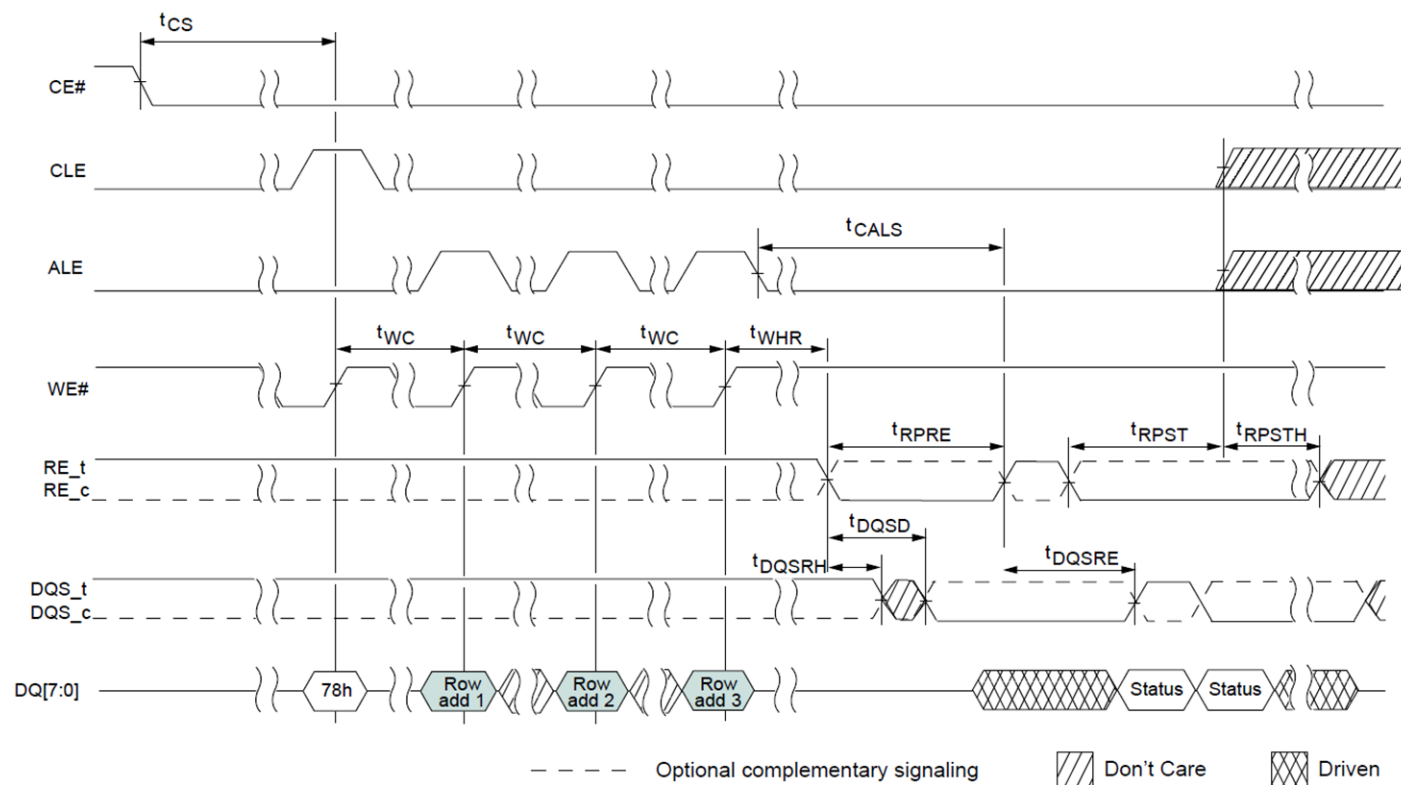 tCS
CE#
CLE
tCALS
ALE
tWC tWC tWC tWHR
WE#
tRPRE tRPST tRPSTH
RE_t
RE_c
tDQSD
tDQSRH tDQSRE
DQS_t
DQS_c
DQ[7:0] 78h Row add 1 Row add 2 Row add 3 Status Status
Optional complementary signaling Don't Care Driven